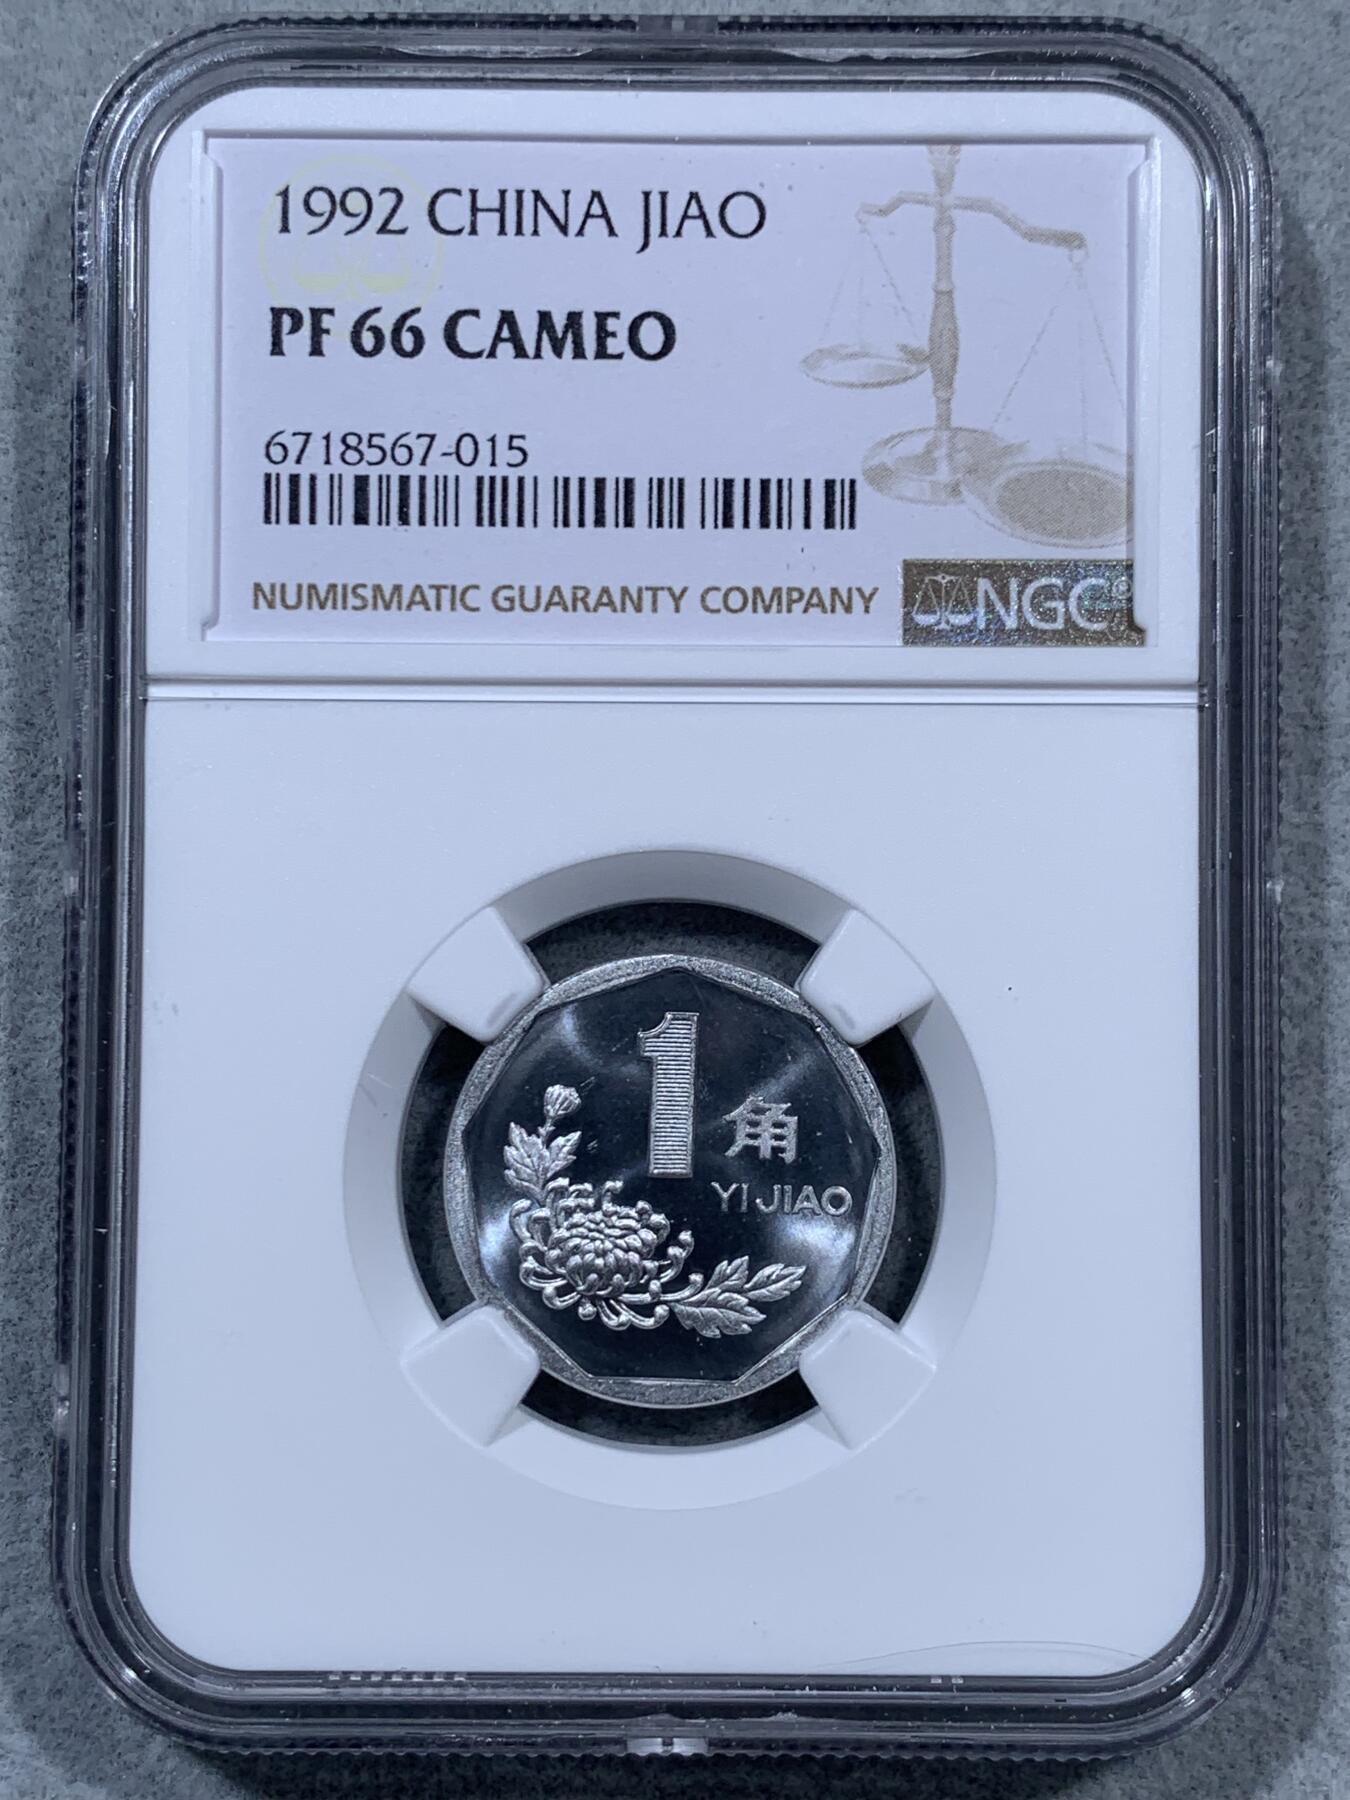 1992 CHINA JIAO
PF 66 CAMEO
6718567-015
NUMISMATIC GUARANTY COMPANY
NGC®
1
角
YI JIAO